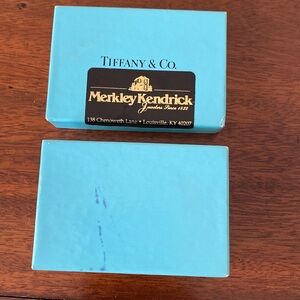 TIFFANY & CO.
Merkley Kendrick
Jewelers Since 1832
138 Chenoweth Lane • Louisville, KY 40207